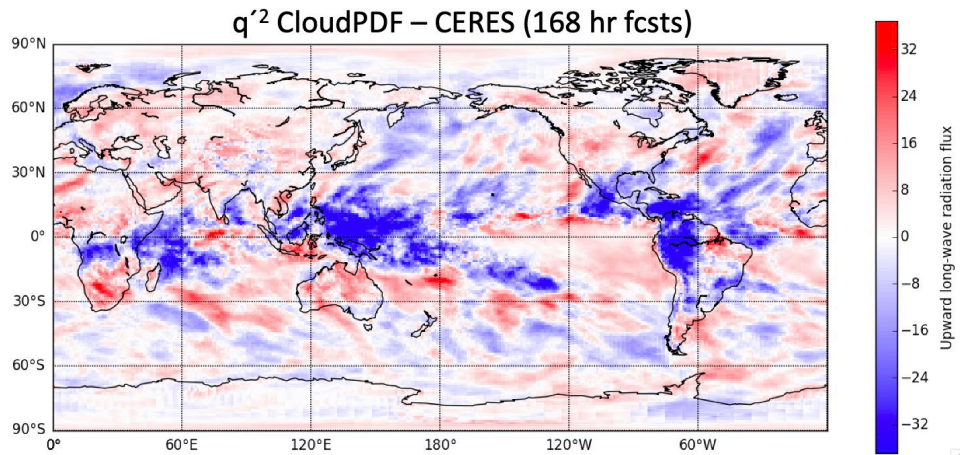 q′² CloudPDF – CERES (168 hr fcsts)
90°N
60°N
30°N
0°
30°S
60°S
90°S
0°
60°E
120°E
180°
120°W
60°W
32
24
16
8
0
−8
−16
−24
−32
Upward long-wave radiation flux